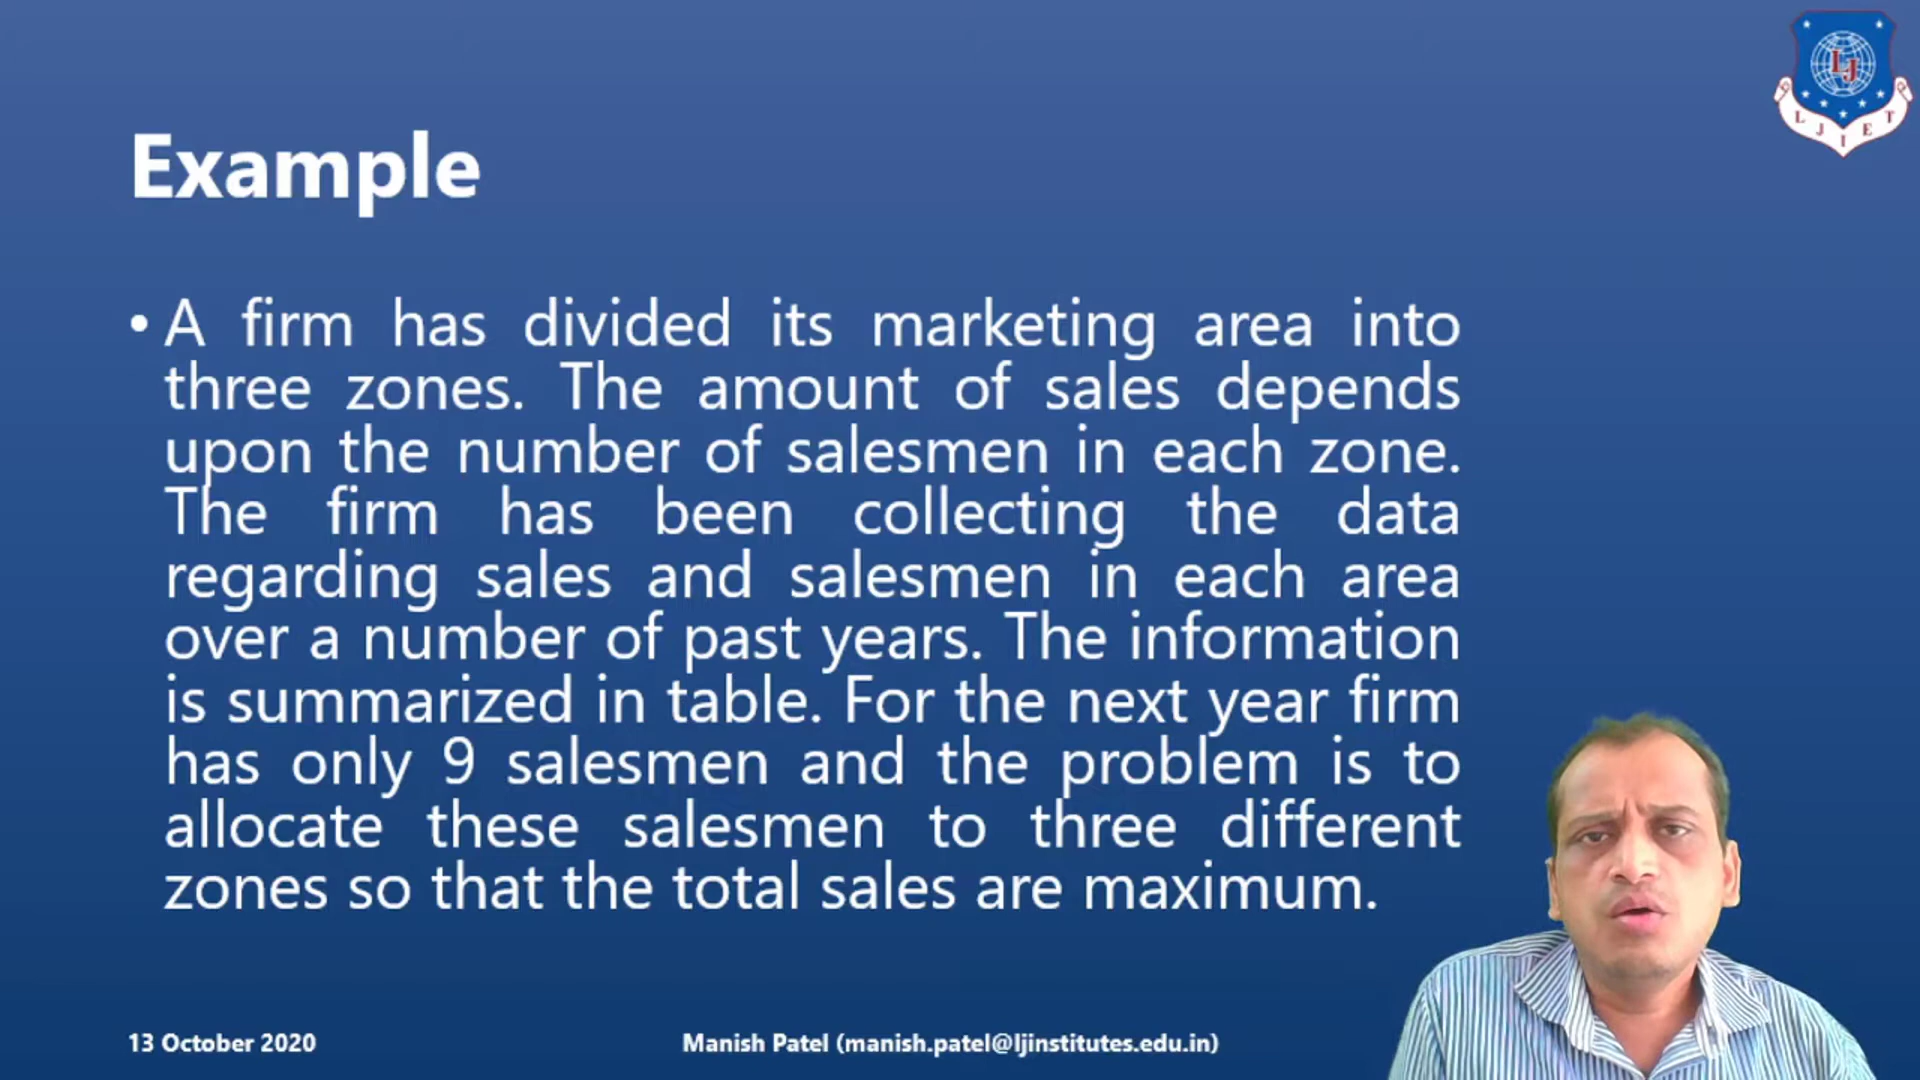 Example
• A firm has divided its marketing area into
three zones. The amount of sales depends
upon the number of salesmen in each zone.
The firm has been collecting the data
regarding sales and salesmen in each area
over a number of past years. The information
is summarized in table. For the next year firm
has only 9 salesmen and the problem is to
allocate these salesmen to three different
zones so that the total sales are maximum.
13 October 2020
Manish Patel (manish.patel@ljinstitutes.edu.in)
LJ
L J I E T